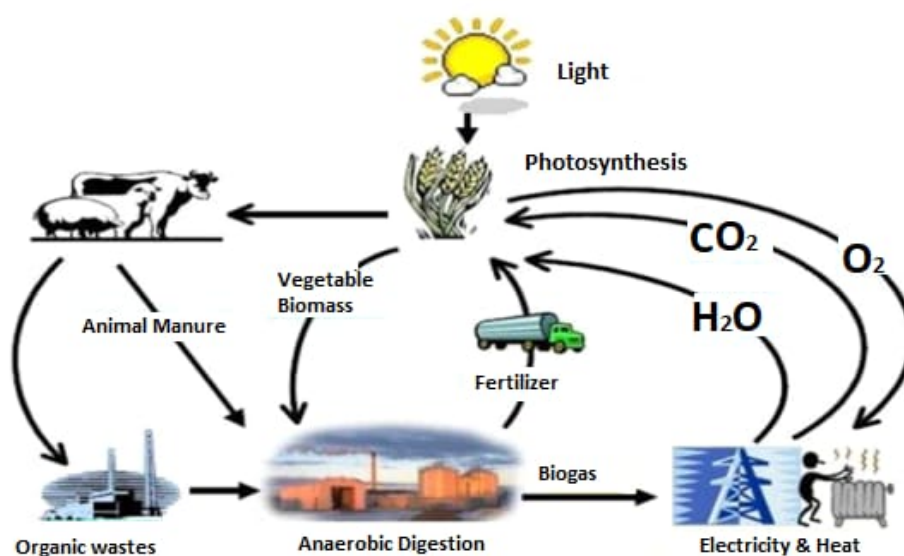 Light
Photosynthesis
CO2
O2
Vegetable
Biomass
H2O
Animal Manure
Fertilizer
Biogas
Organic wastes
Anaerobic Digestion
Electricity & Heat